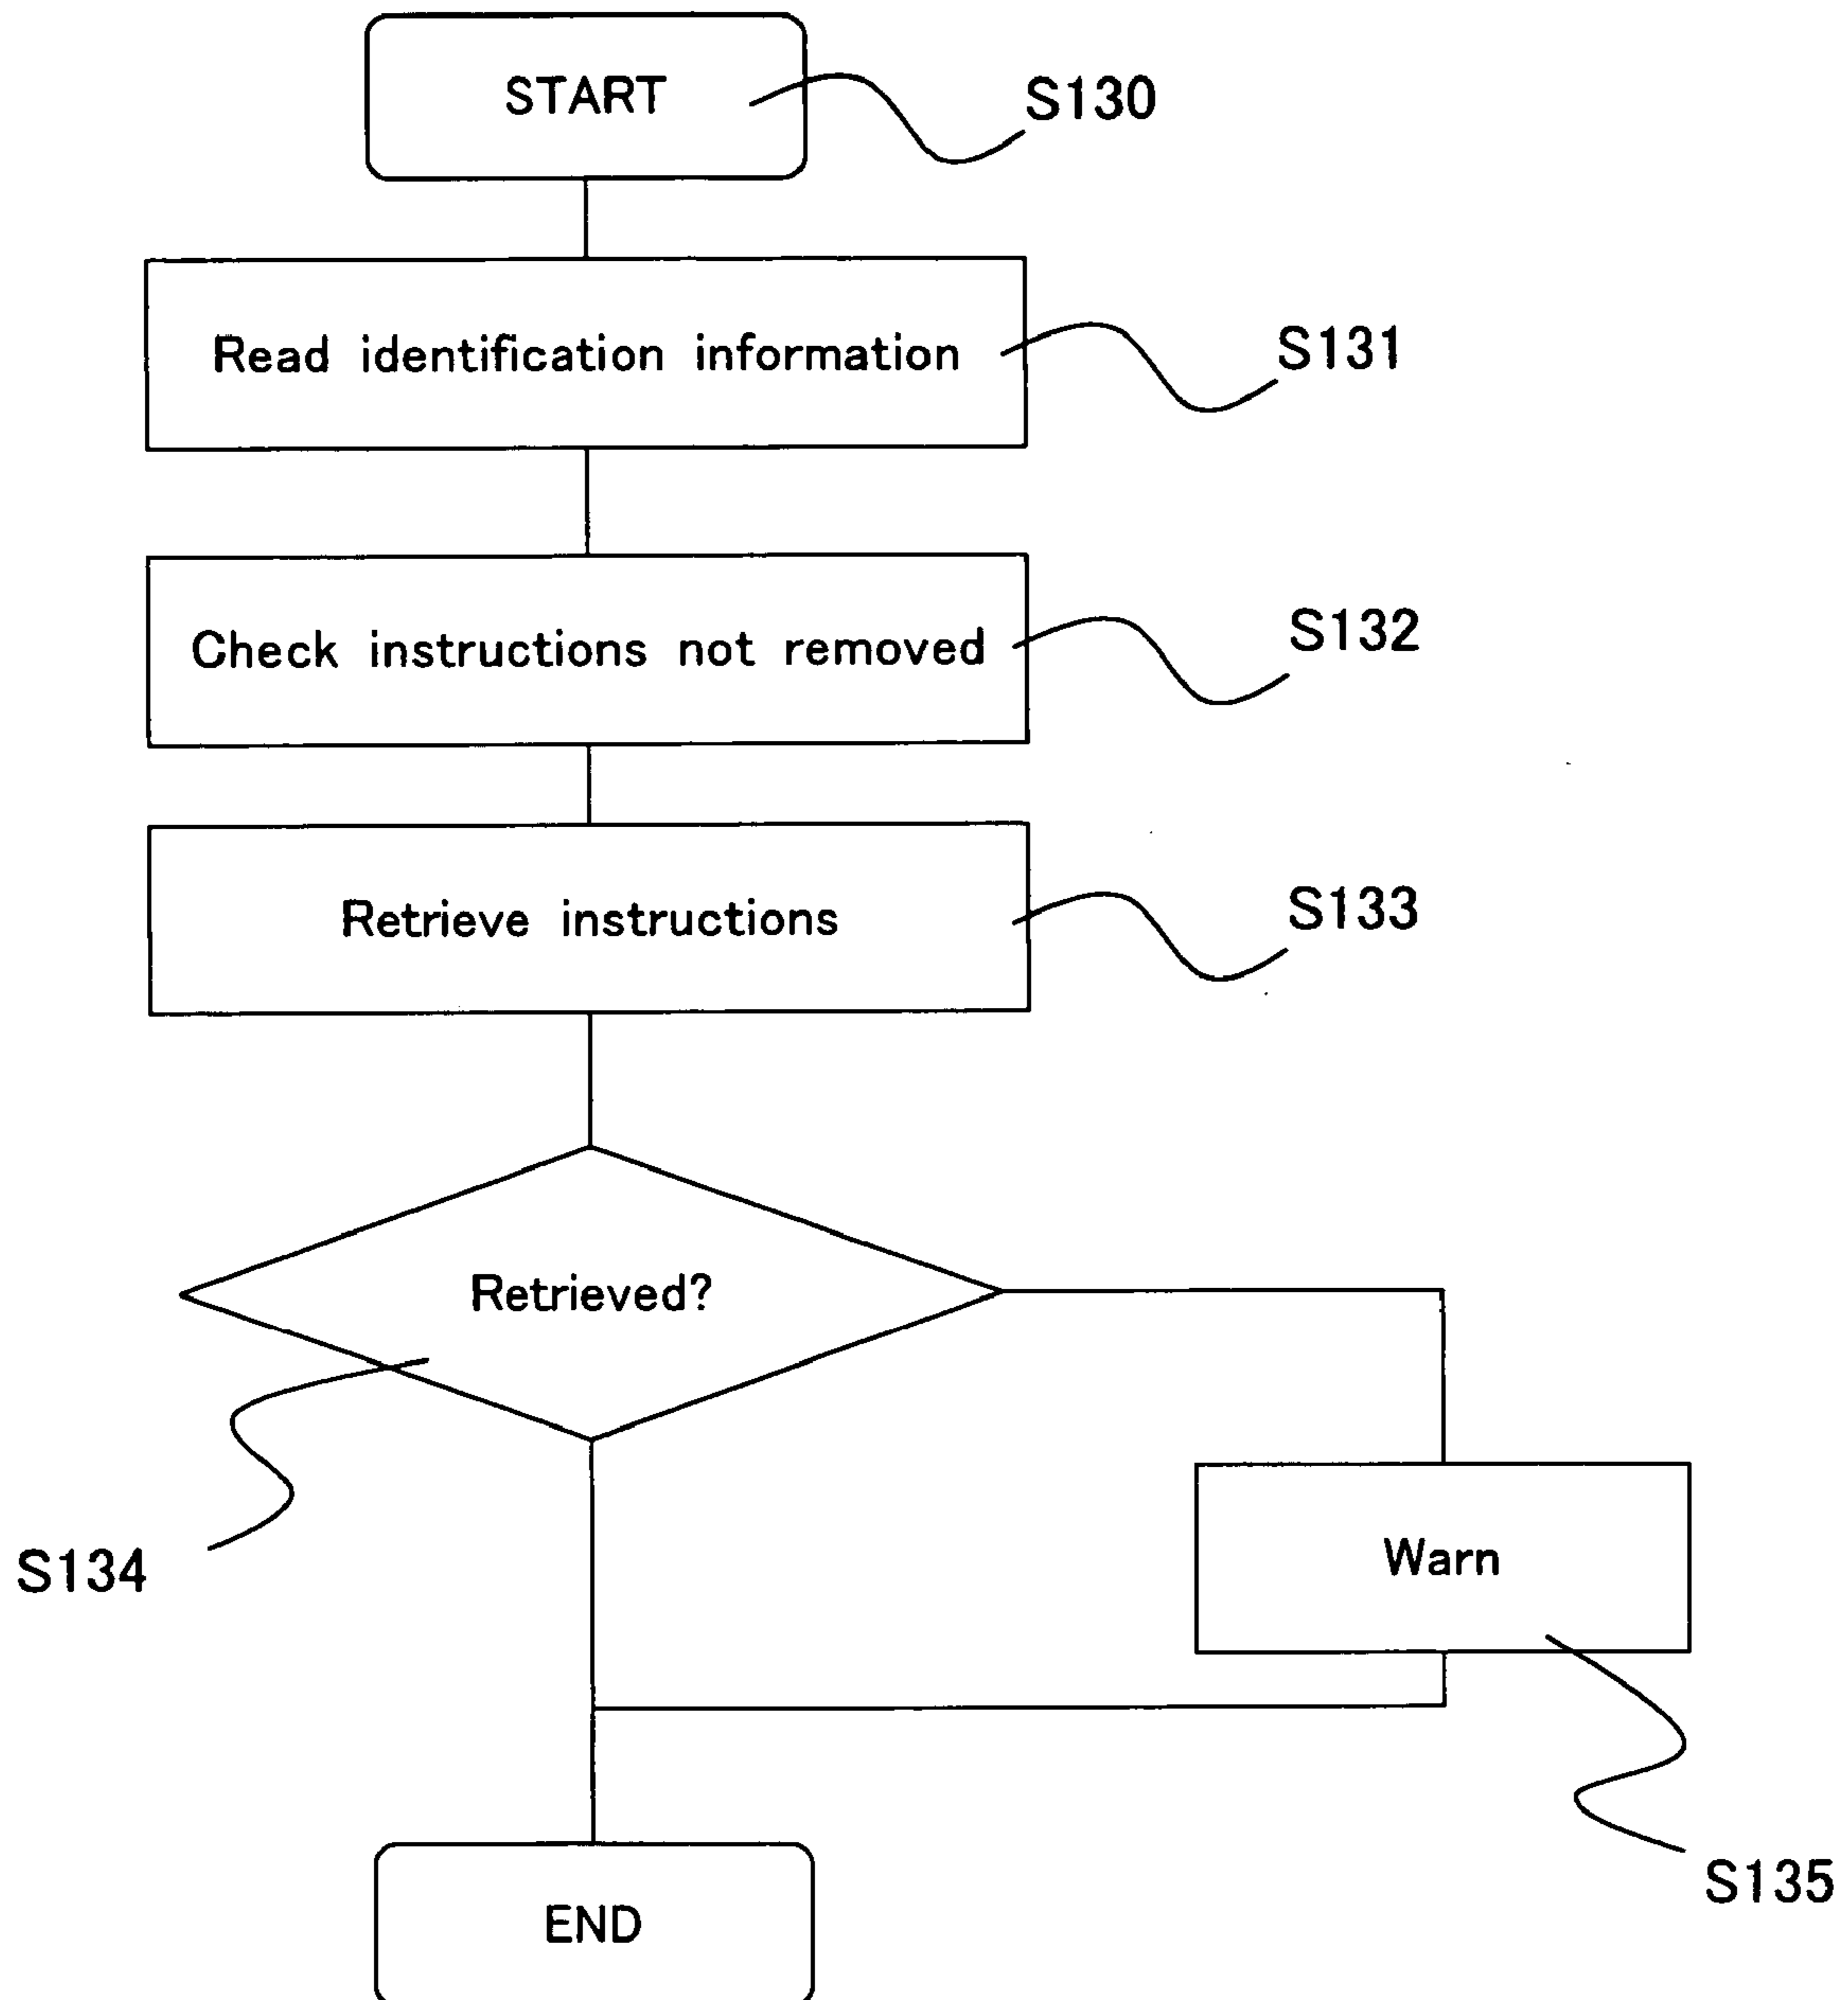 START
S130
Read identification information
S131
Check instructions not removed
S132
Retrieve instructions
S133
Retrieved?
S134
Warn
S135
END